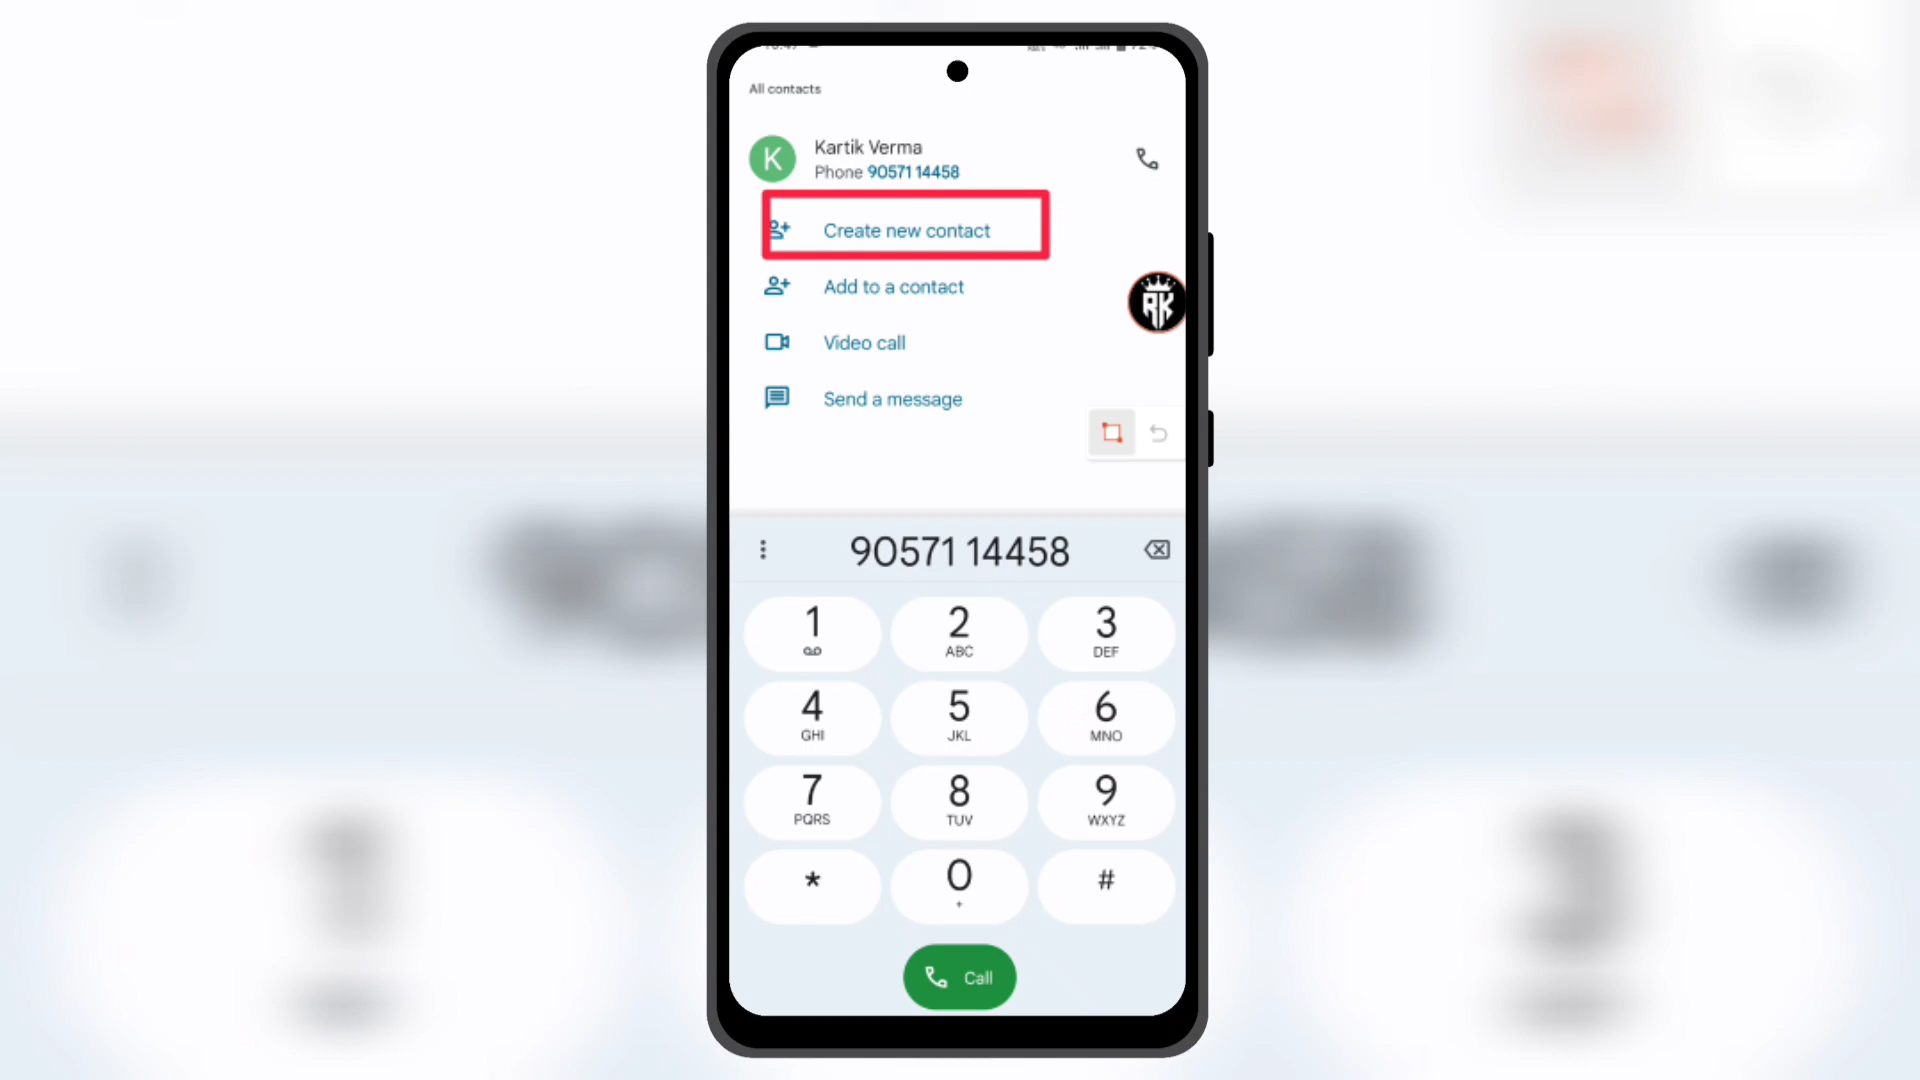 All contacts
K
Kartik Verma
Phone 90571 14458
Create new contact
Add to a contact
RK
Video call
Send a message
90571 14458
1 2 3
ABC DEF
4 5 6
GHI JKL MNO
7 8 9
PQRS TUV WXYZ
* 0 #
+
Call